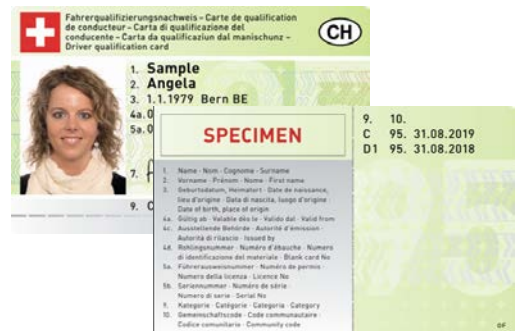 Fahrerqualifizierungsnachweis – Carte de qualification
de conducteur – Carta di qualificazione del
conducente – Carta da qualificaziun dal manischunz –
Driver qualification card
CH
1. Sample
2. Angela
3. 1.1.1979 Bern BE
4a. 0
5a. 0
7.
9. C
SPECIMEN
1. Name · Nom · Cognome · Surname
2. Vorname · Prénom · Nome · First name
3. Geburtsdatum, Heimatort · Date de naissance,
lieu d'origine · Data di nascita, luogo d'origine ·
Date of birth, place of origin
4a. Gültig ab · Valable dès le · Valido dal · Valid from
4c. Ausstellende Behörde · Autorité d'émission ·
Autorità di rilascio · Issued by
4d. Rohlingsnummer · Numéro d'ébauche · Numero
di identificazione del materiale · Blank card No
5a. Führerausweisnummer · Numéro de permis ·
Numero della licenza · Licence No
5b. Seriennummer · Numéro de série ·
Numero di serie · Serial No
9. Kategorie · Catégorie · Categoria · Category
10. Gemeinschaftscode · Code communautaire ·
Codice comunitario · Community code
9. 10.
C 95. 31.08.2019
D1 95. 31.08.2018
OF